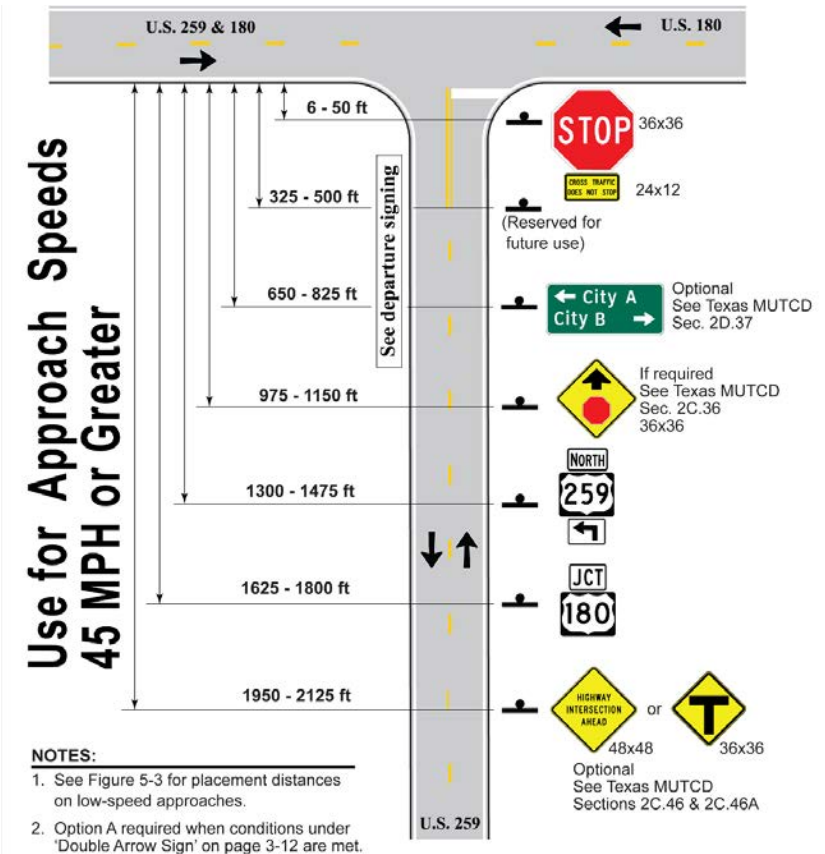 U.S. 259 & 180
U.S. 180
6 - 50 ft
STOP
36x36
CROSS TRAFFIC
DOES NOT STOP
24x12
325 - 500 ft
(Reserved for
future use)
See departure signing
Use for Approach Speeds
45 MPH or Greater
650 - 825 ft
← City A
City B →
Optional
See Texas MUTCD
Sec. 2D.37
975 - 1150 ft
If required
See Texas MUTCD
Sec. 2C.36
36x36
1300 - 1475 ft
NORTH
259
1625 - 1800 ft
JCT
180
1950 - 2125 ft
HIGHWAY
INTERSECTION
AHEAD
or
48x48
36x36
Optional
See Texas MUTCD
Sections 2C.46 & 2C.46A
U.S. 259
NOTES:
1. See Figure 5-3 for placement distances
on low-speed approaches.
2. Option A required when conditions under
'Double Arrow Sign' on page 3-12 are met.